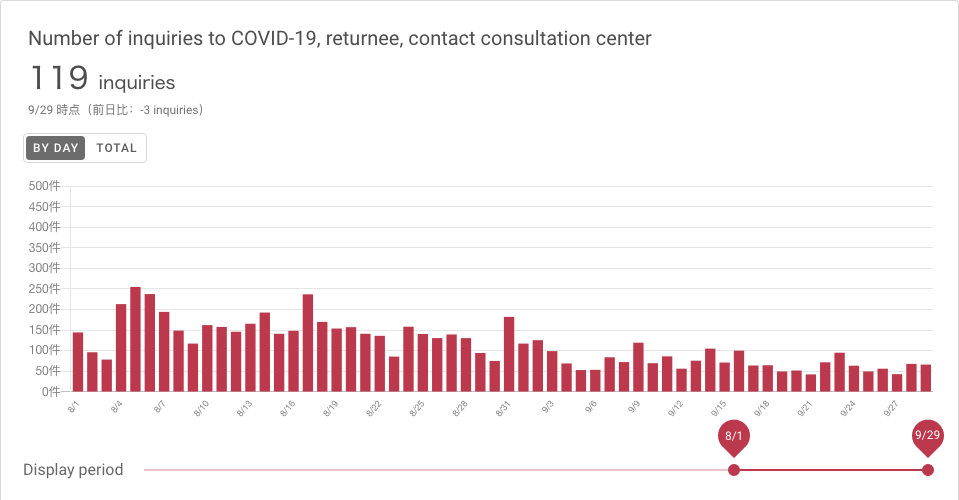 Number of inquiries to COVID-19, returnee, contact consultation center
119 inquiries
9/29 時点（前日比：-3 inquiries）
BY DAY TOTAL
500件
450件
400件
350件
300件
250件
200件
150件
100件
50件
0件
8/1 8/4 8/7 8/10 8/13 8/16 8/19 8/22 8/25 8/28 8/31 9/3 9/6 9/9 9/12 9/15 9/18 9/21 9/24 9/27
8/1 9/29
Display period